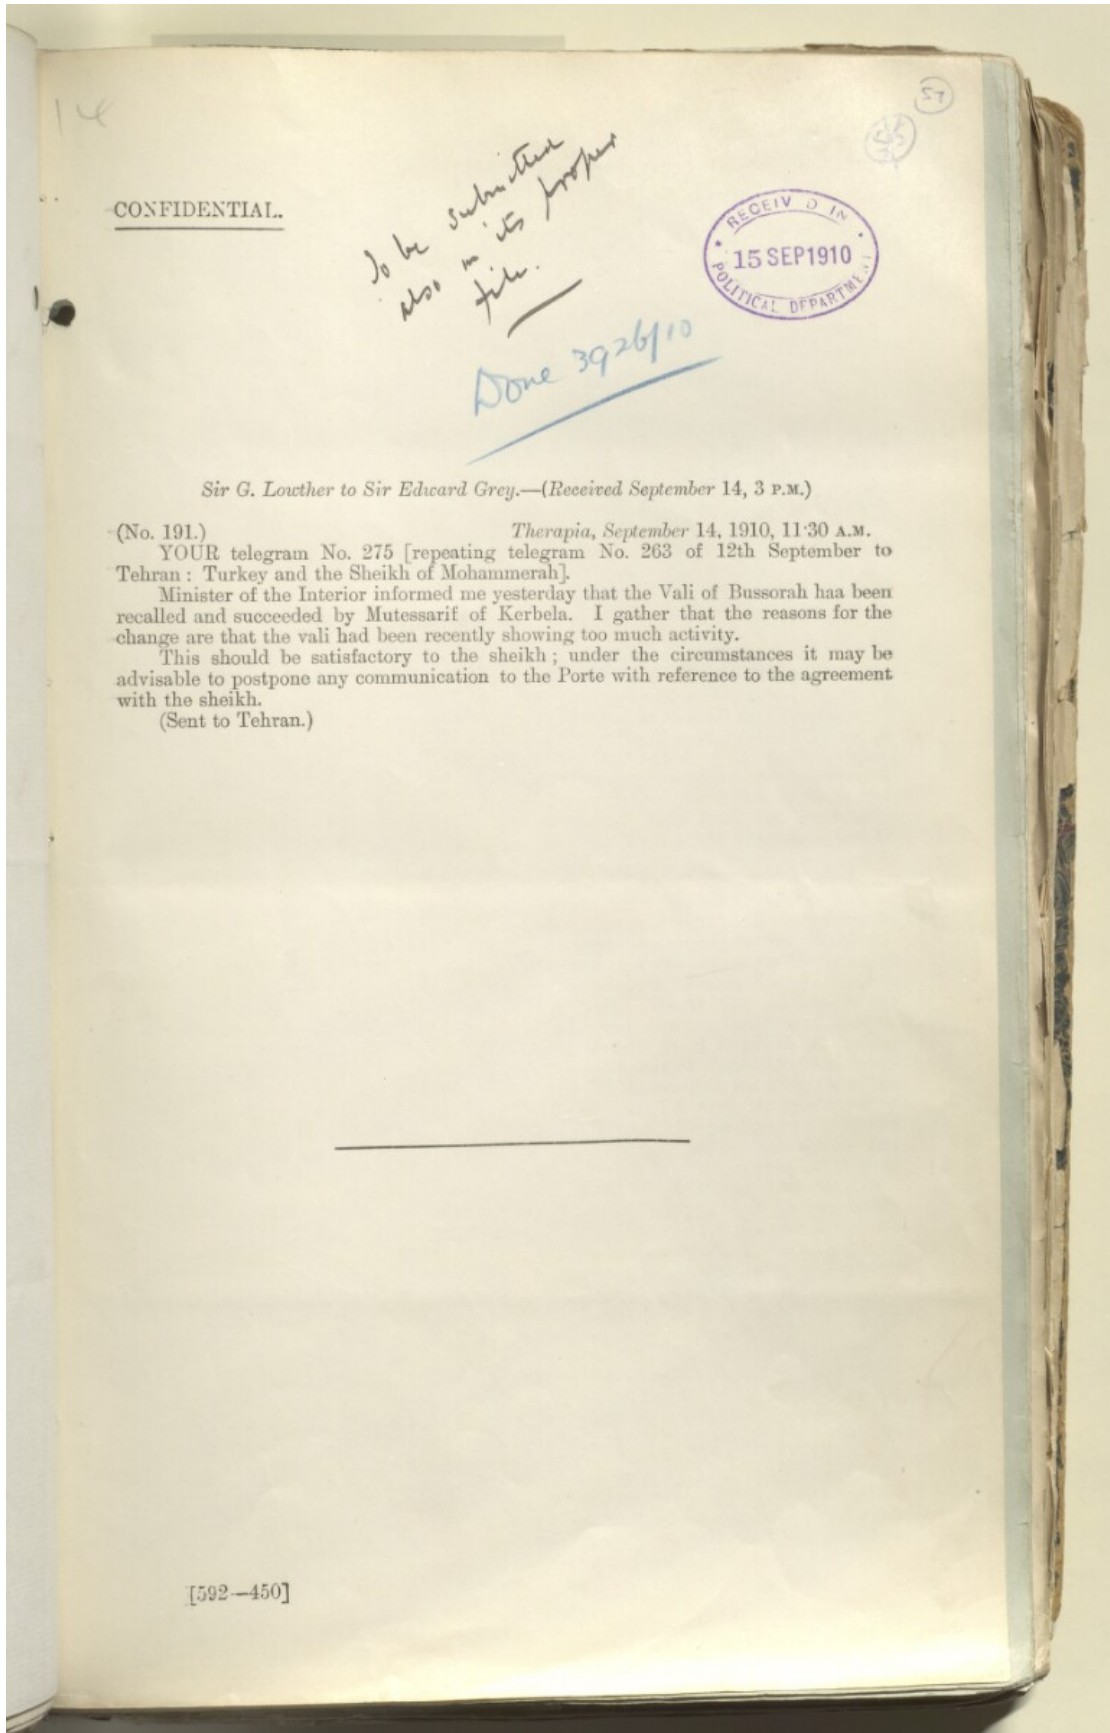 14
57
CONFIDENTIAL.
To be submitted
also in its proper
file.
RECEIV D IN
15 SEP 1910
POLITICAL DEPARTMENT
Done 3926/10
Sir G. Lowther to Sir Edward Grey.—(Received September 14, 3 P.M.)
(No. 191.) Therapia, September 14, 1910, 11·30 A.M.
YOUR telegram No. 275 [repeating telegram No. 263 of 12th September to
Tehran : Turkey and the Sheikh of Mohammerah].
Minister of the Interior informed me yesterday that the Vali of Bussorah haa been
recalled and succeeded by Mutessarif of Kerbela. I gather that the reasons for the
change are that the vali had been recently showing too much activity.
This should be satisfactory to the sheikh ; under the circumstances it may be
advisable to postpone any communication to the Porte with reference to the agreement
with the sheikh.
(Sent to Tehran.)
[592—450]